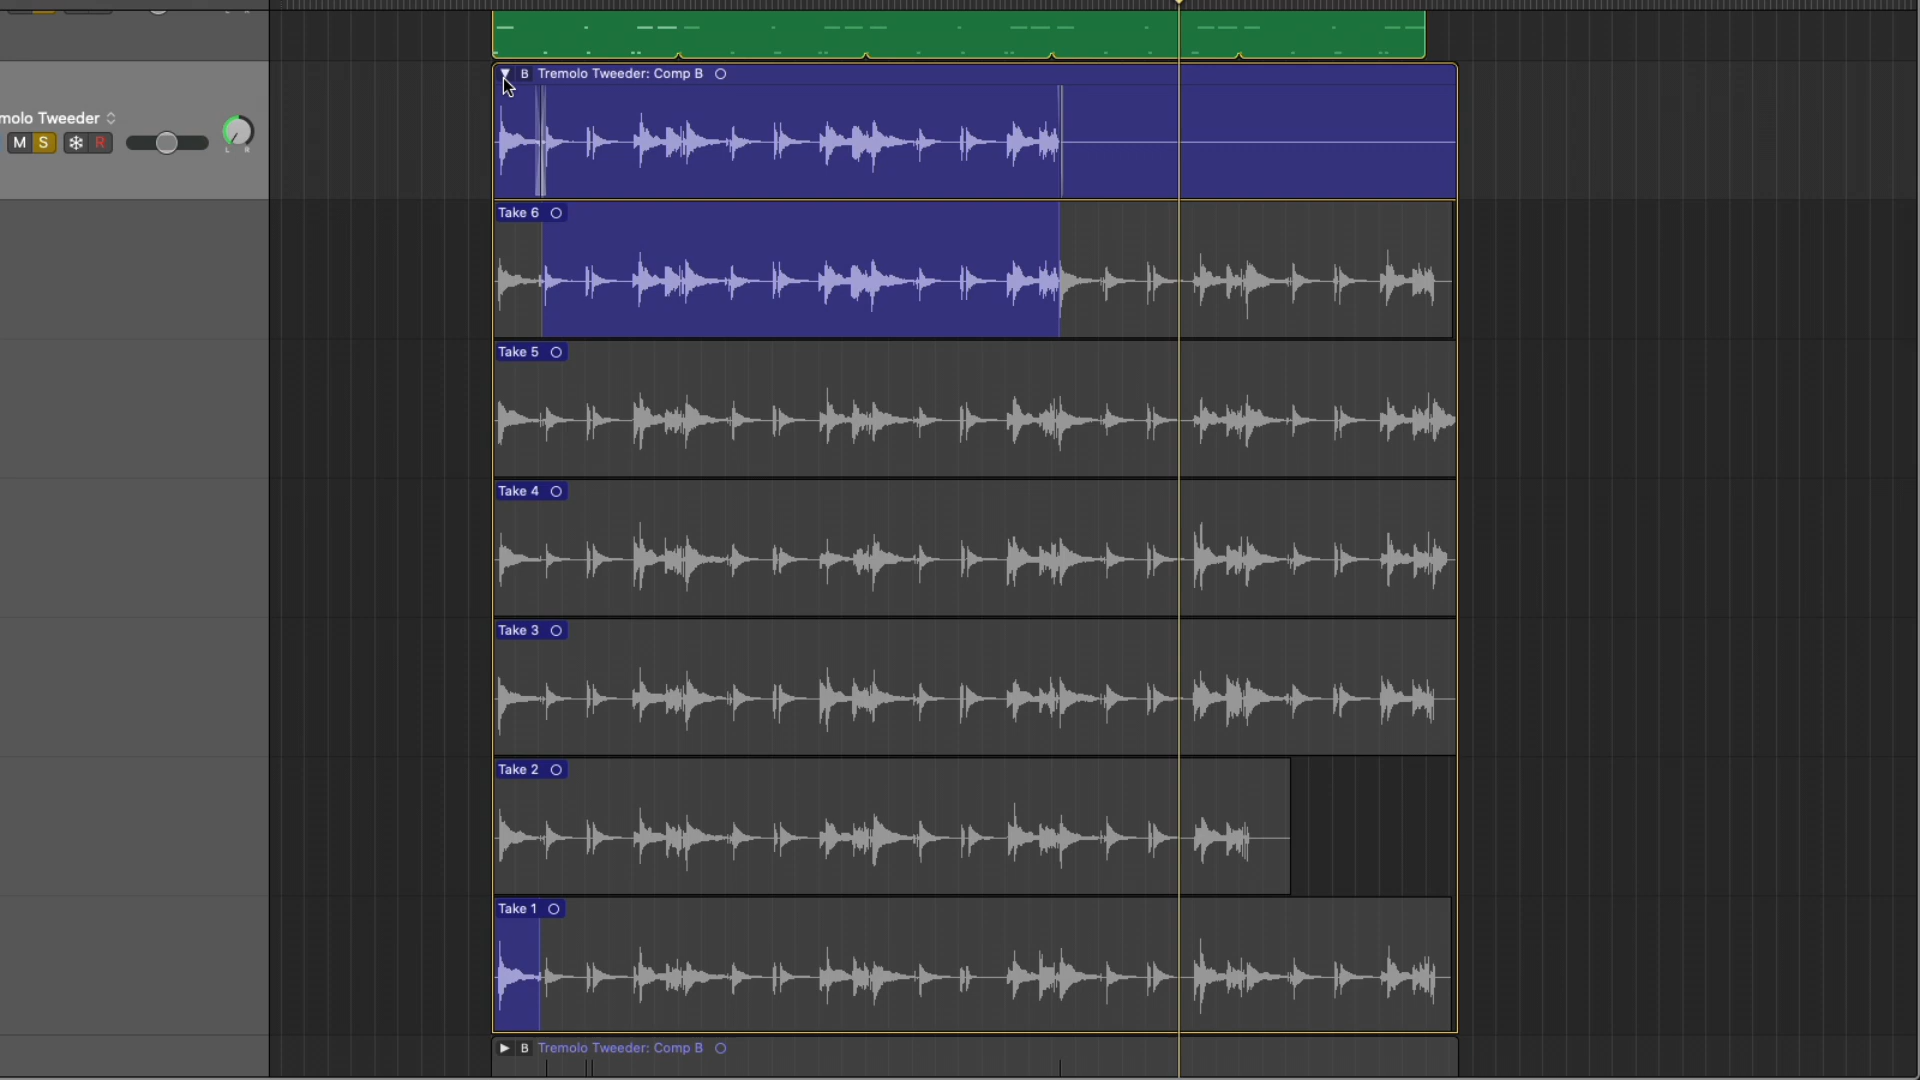 B Tremolo Tweeder: Comp B
molo Tweeder
M S R
L R
Take 6
Take 5
Take 4
Take 3
Take 2
Take 1
B Tremolo Tweeder: Comp B